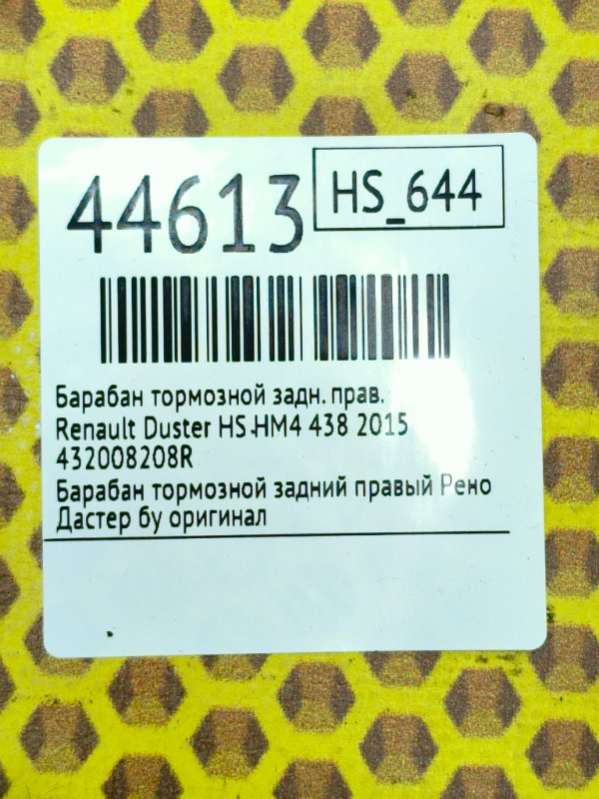 44613
HS_644
Барабан тормозной задн. прав. -
Renault Duster HS.HM4 438 2015
432008208R
Барабан тормозной задний правый Рено
Дастер бу оригинал